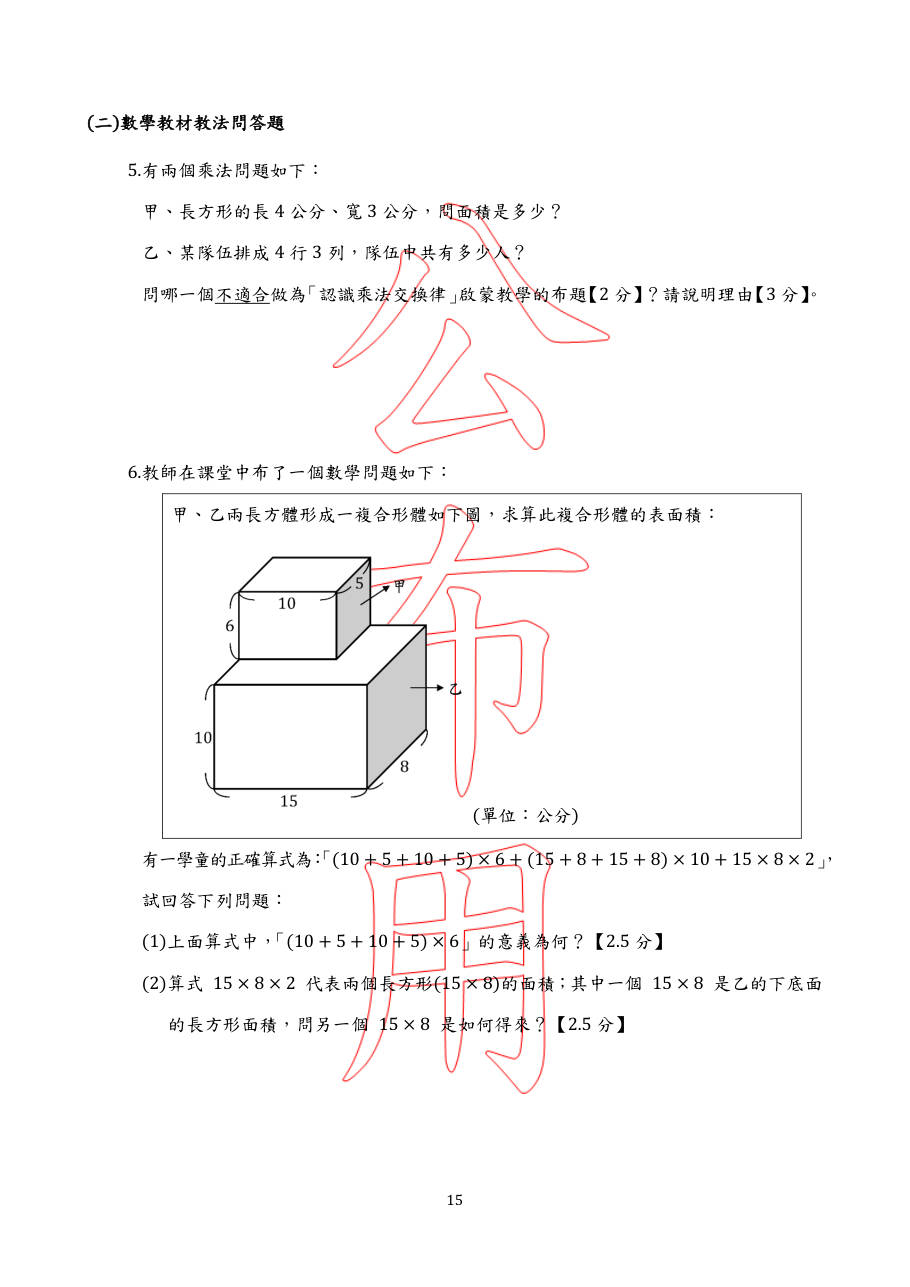 (二)數學教材教法問答題
5.有兩個乘法問題如下：
甲、長方形的長 4 公分、寬 3 公分，問面積是多少？
乙、某隊伍排成 4 行 3 列，隊伍中共有多少人？
問哪一個不適合做為「認識乘法交換律」啟蒙教學的布題【2 分】？請說明理由【3 分】。
6.教師在課堂中布了一個數學問題如下：
甲、乙兩長方體形成一複合形體如下圖，求算此複合形體的表面積：
5
甲
10
6
乙
10
8
15
(單位：公分)
有一學童的正確算式為：「(10 + 5 + 10 + 5) × 6 + (15 + 8 + 15 + 8) × 10 + 15 × 8 × 2」，
試回答下列問題：
(1)上面算式中，「(10 + 5 + 10 + 5) × 6」的意義為何？【2.5 分】
(2)算式 15 × 8 × 2 代表兩個長方形(15 × 8)的面積；其中一個 15 × 8 是乙的下底面
的長方形面積，問另一個 15 × 8 是如何得來？【2.5 分】
公
布
用
15